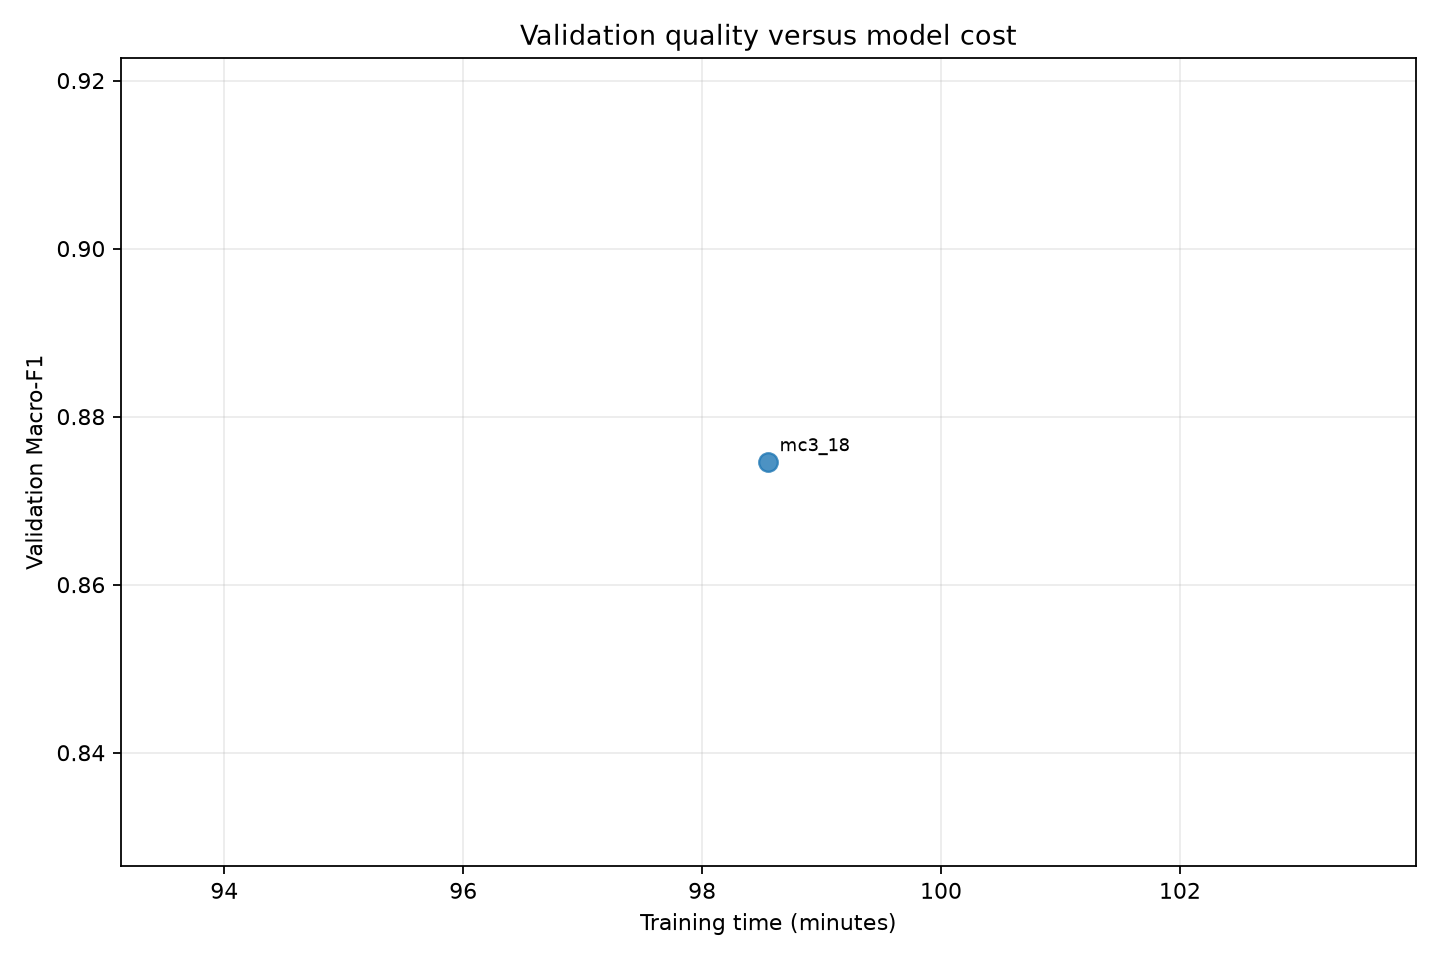 Validation quality versus model cost
0.92
0.90
0.88
0.86
0.84
Validation Macro-F1
mc3_18
94 96 98 100 102
Training time (minutes)